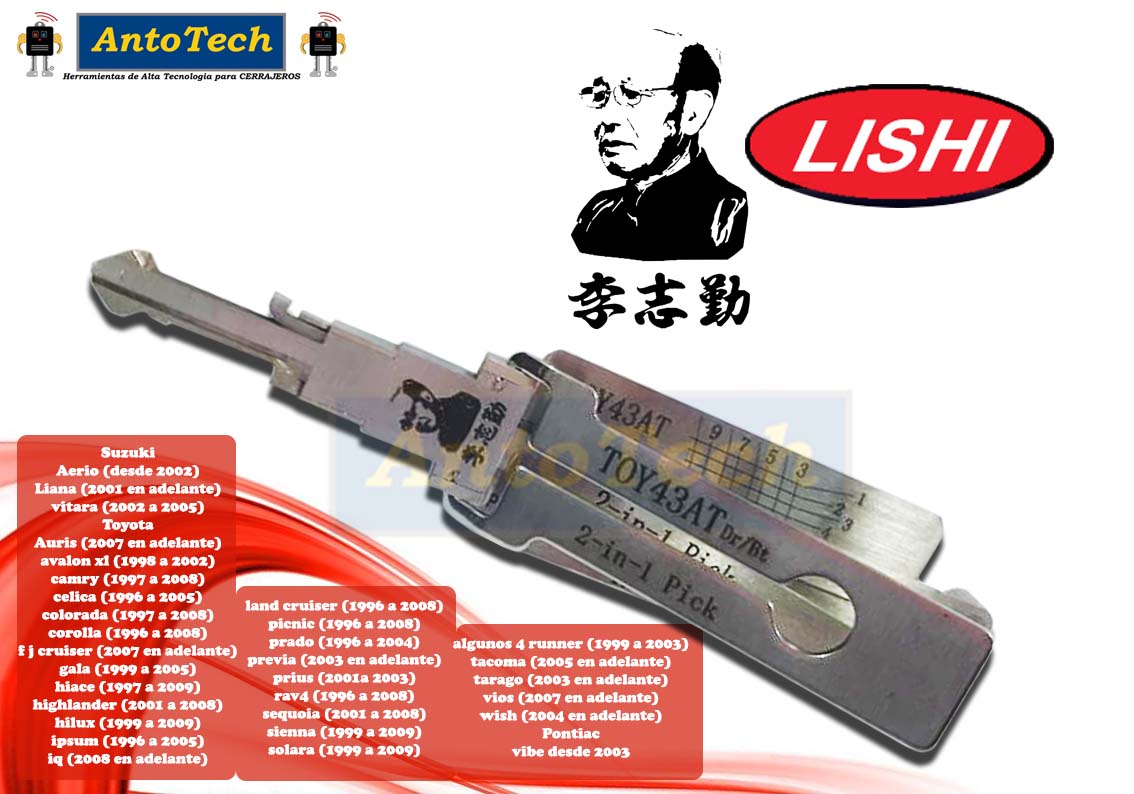 AntoTech
Herramientas de Alta Tecnología para CERRAJEROS
LISHI
李志勤
李志勤
Y43AT
9 7 5 3
1
2
3
4
TOY43AT Dr/Bt
2-in-1 Pick
2-in-1 Pick
AntoTech
Suzuki
Aerio (desde 2002)
Liana (2001 en adelante)
vitara (2002 a 2005)
Toyota
Auris (2007 en adelante)
avalon xl (1998 a 2002)
camry (1997 a 2008)
celica (1996 a 2005)
colorada (1997 a 2008)
corolla (1996 a 2008)
f j cruiser (2007 en adelante)
gala (1999 a 2005)
hiace (1997 a 2009)
highlander (2001 a 2008)
hilux (1999 a 2009)
ipsum (1996 a 2005)
iq (2008 en adelante)
land cruiser (1996 a 2008)
picnic (1996 a 2008)
prado (1996 a 2004)
previa (2003 en adelante)
prius (2001a 2003)
rav4 (1996 a 2008)
sequoia (2001 a 2008)
sienna (1999 a 2009)
solara (1999 a 2009)
algunos 4 runner (1999 a 2003)
tacoma (2005 en adelante)
tarago (2003 en adelante)
vios (2007 en adelante)
wish (2004 en adelante)
Pontiac
vibe desde 2003